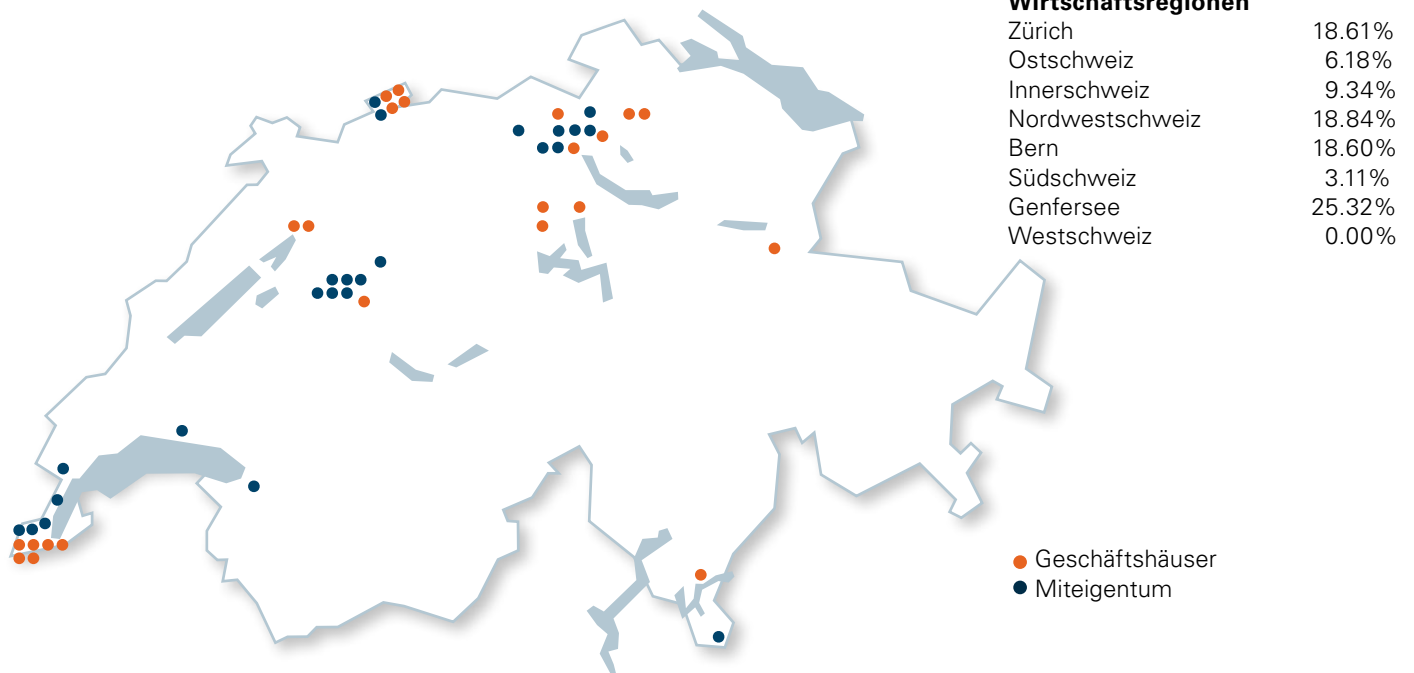 Wirtschaftsregionen
Zürich 18.61%
Ostschweiz 6.18%
Innerschweiz 9.34%
Nordwestschweiz 18.84%
Bern 18.60%
Südschweiz 3.11%
Genfersee 25.32%
Westschweiz 0.00%
Geschäftshäuser
Miteigentum